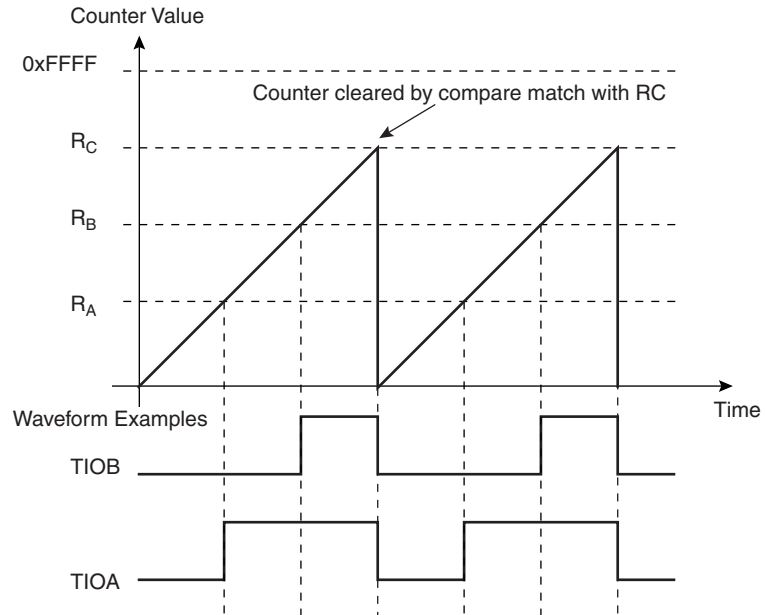 Counter Value
0xFFFF
Counter cleared by compare match with RC
RC
RB
RA
Time
Waveform Examples
TIOB
TIOA